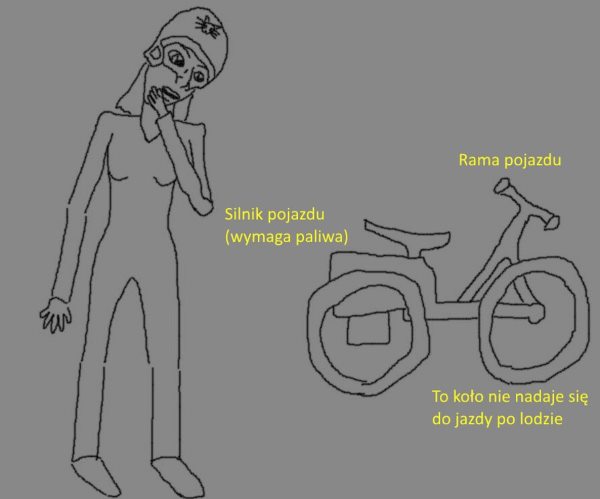 Rama pojazdu
Silnik pojazdu
(wymaga paliwa)
To koło nie nadaje się
do jazdy po lodzie